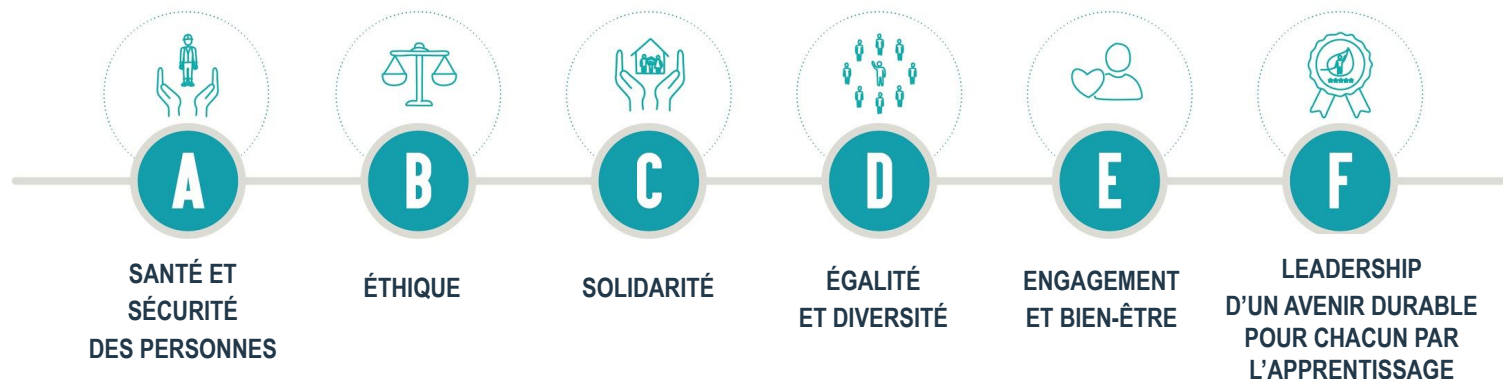 A
SANTÉ ET
SÉCURITÉ
DES PERSONNES
B
ÉTHIQUE
C
SOLIDARITÉ
D
ÉGALITÉ
ET DIVERSITÉ
E
ENGAGEMENT
ET BIEN-ÊTRE
F
LEADERSHIP
D’UN AVENIR DURABLE
POUR CHACUN PAR
L’APPRENTISSAGE